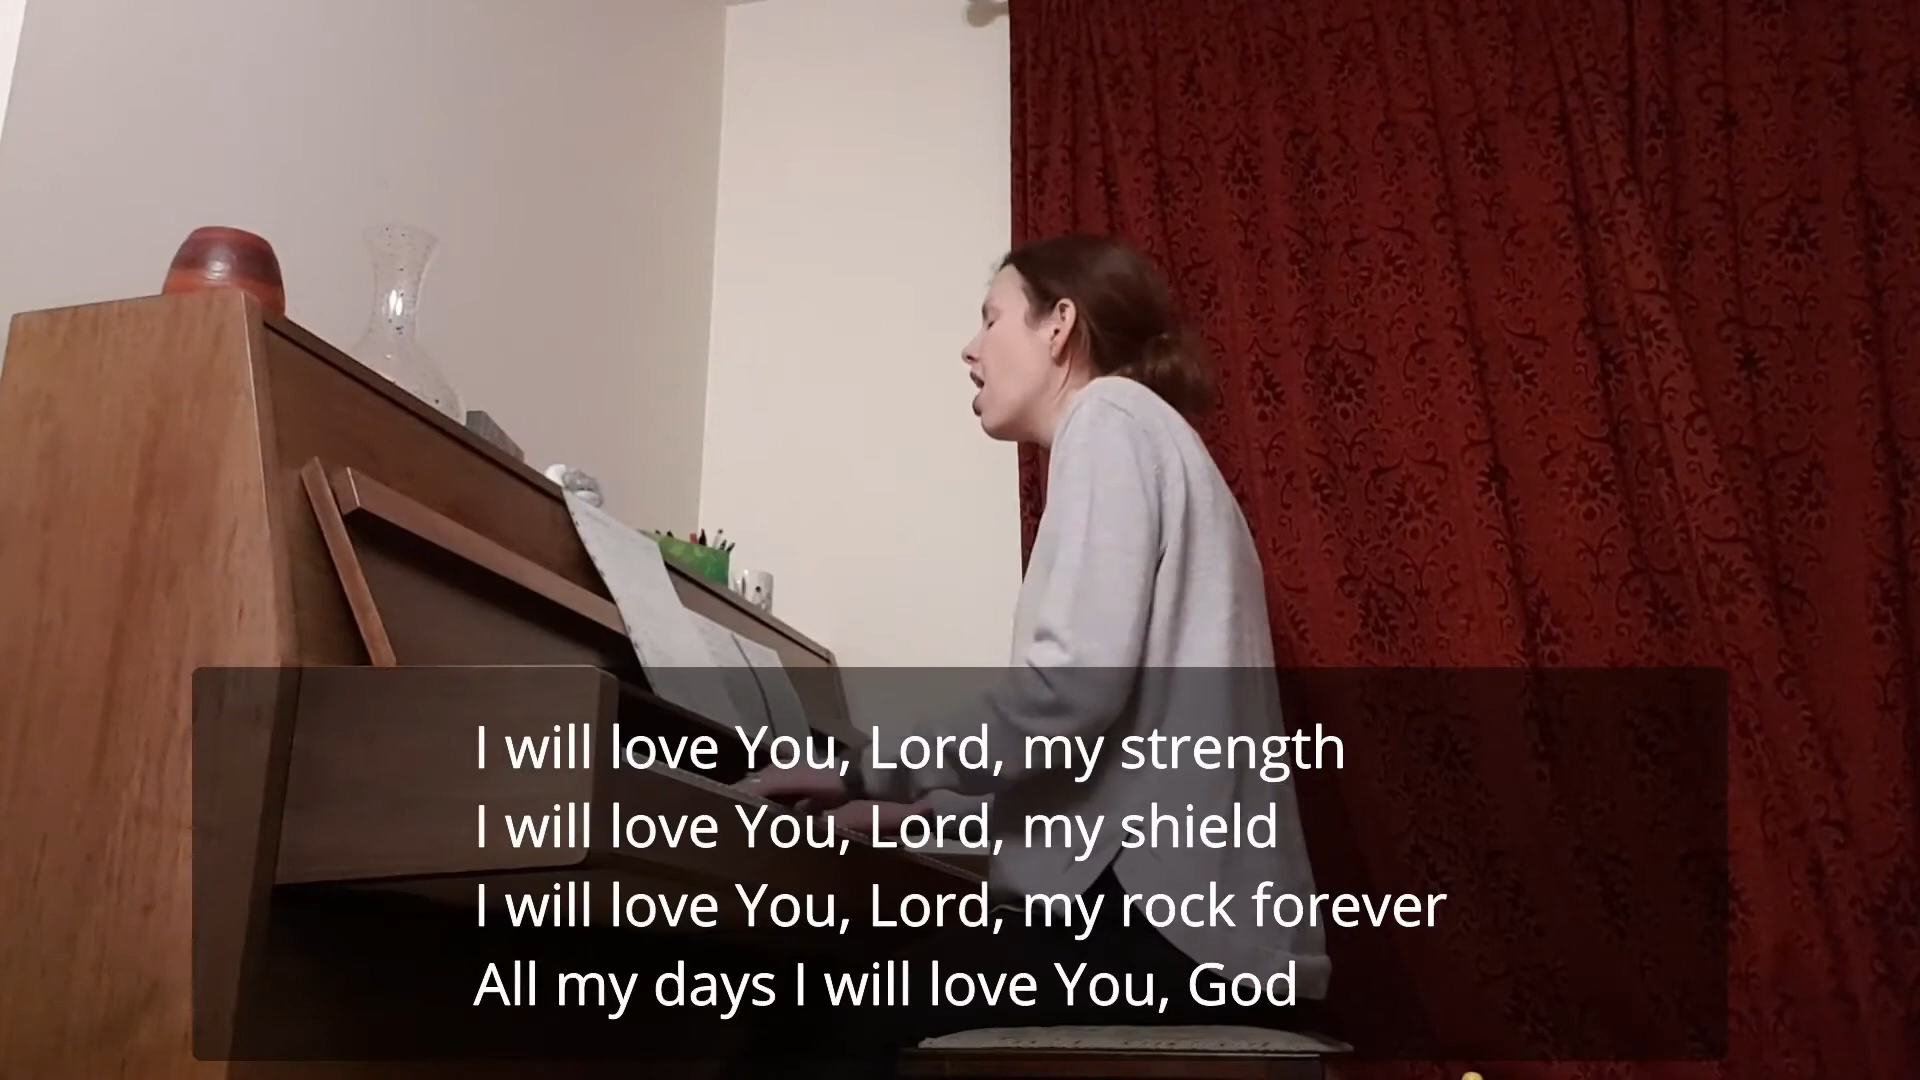 I will love You, Lord, my strength
I will love You, Lord, my shield
I will love You, Lord, my rock forever
All my days I will love You, God